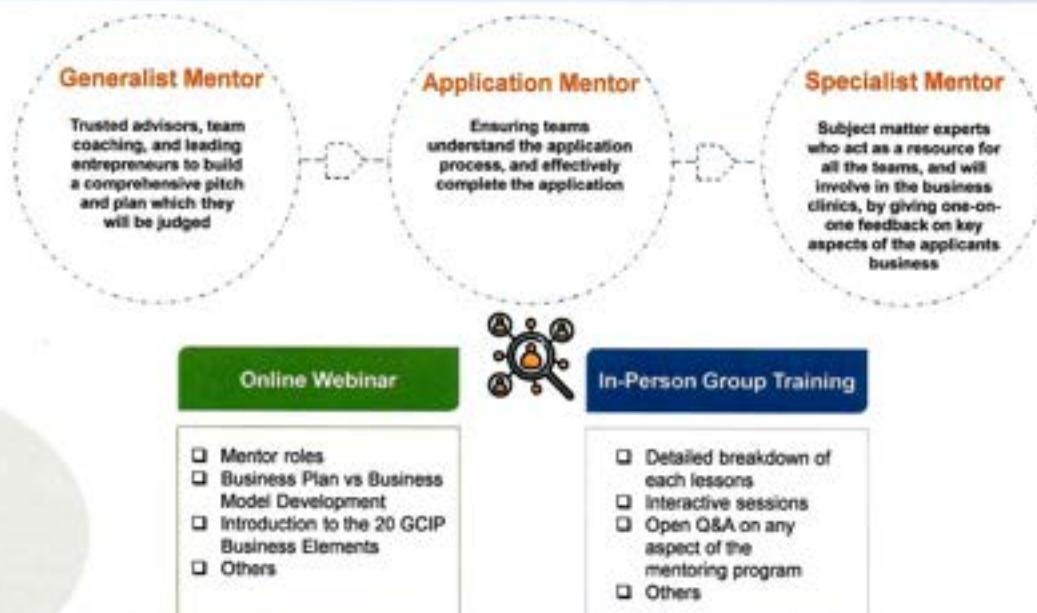 Generalist Mentor
Trusted advisors, team
coaching, and leading
entrepreneurs to build
a comprehensive pitch
and plan which they
will be judged
Application Mentor
Ensuring teams
understand the application
process, and effectively
complete the application
Specialist Mentor
Subject matter experts
who act as a resource for
all the teams, and will
involve in the business
clinics, by giving one-on-
one feedback on key
aspects of the applicants
business
Online Webinar
❑ Mentor roles
❑ Business Plan vs Business
Model Development
❑ Introduction to the 20 GCIP
Business Elements
❑ Others
In-Person Group Training
❑ Detailed breakdown of
each lessons
❑ Interactive sessions
❑ Open Q&A on any
aspect of the
mentoring program
❑ Others